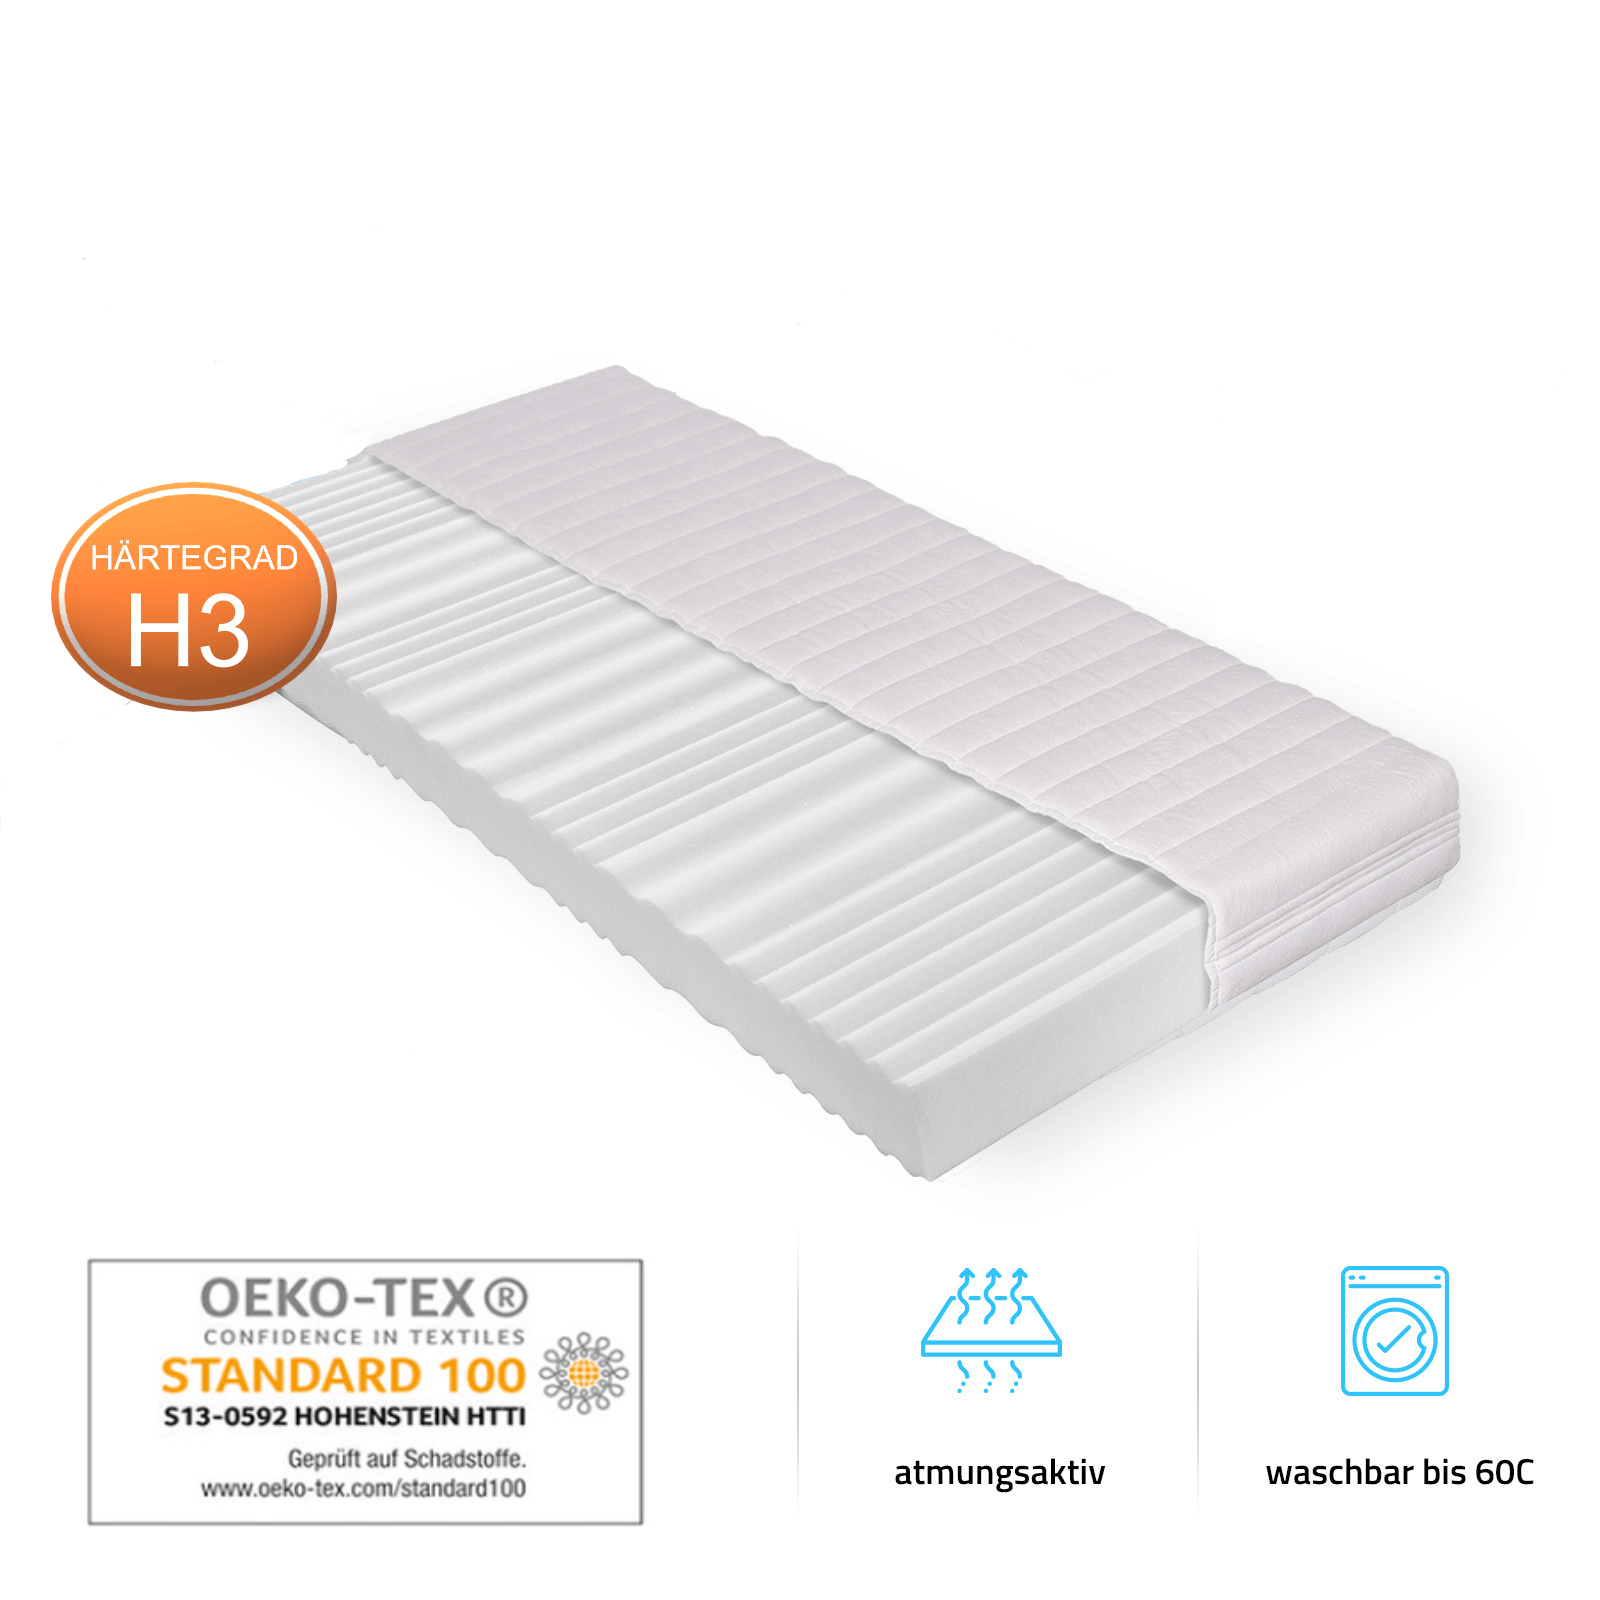 HÄRTEGRAD
H3
OEKO-TEX®
CONFIDENCE IN TEXTILES
STANDARD 100
S13-0592 HOHENSTEIN HTTI
Geprüft auf Schadstoffe.
www.oeko-tex.com/standard100
atmungsaktiv
waschbar bis 60C